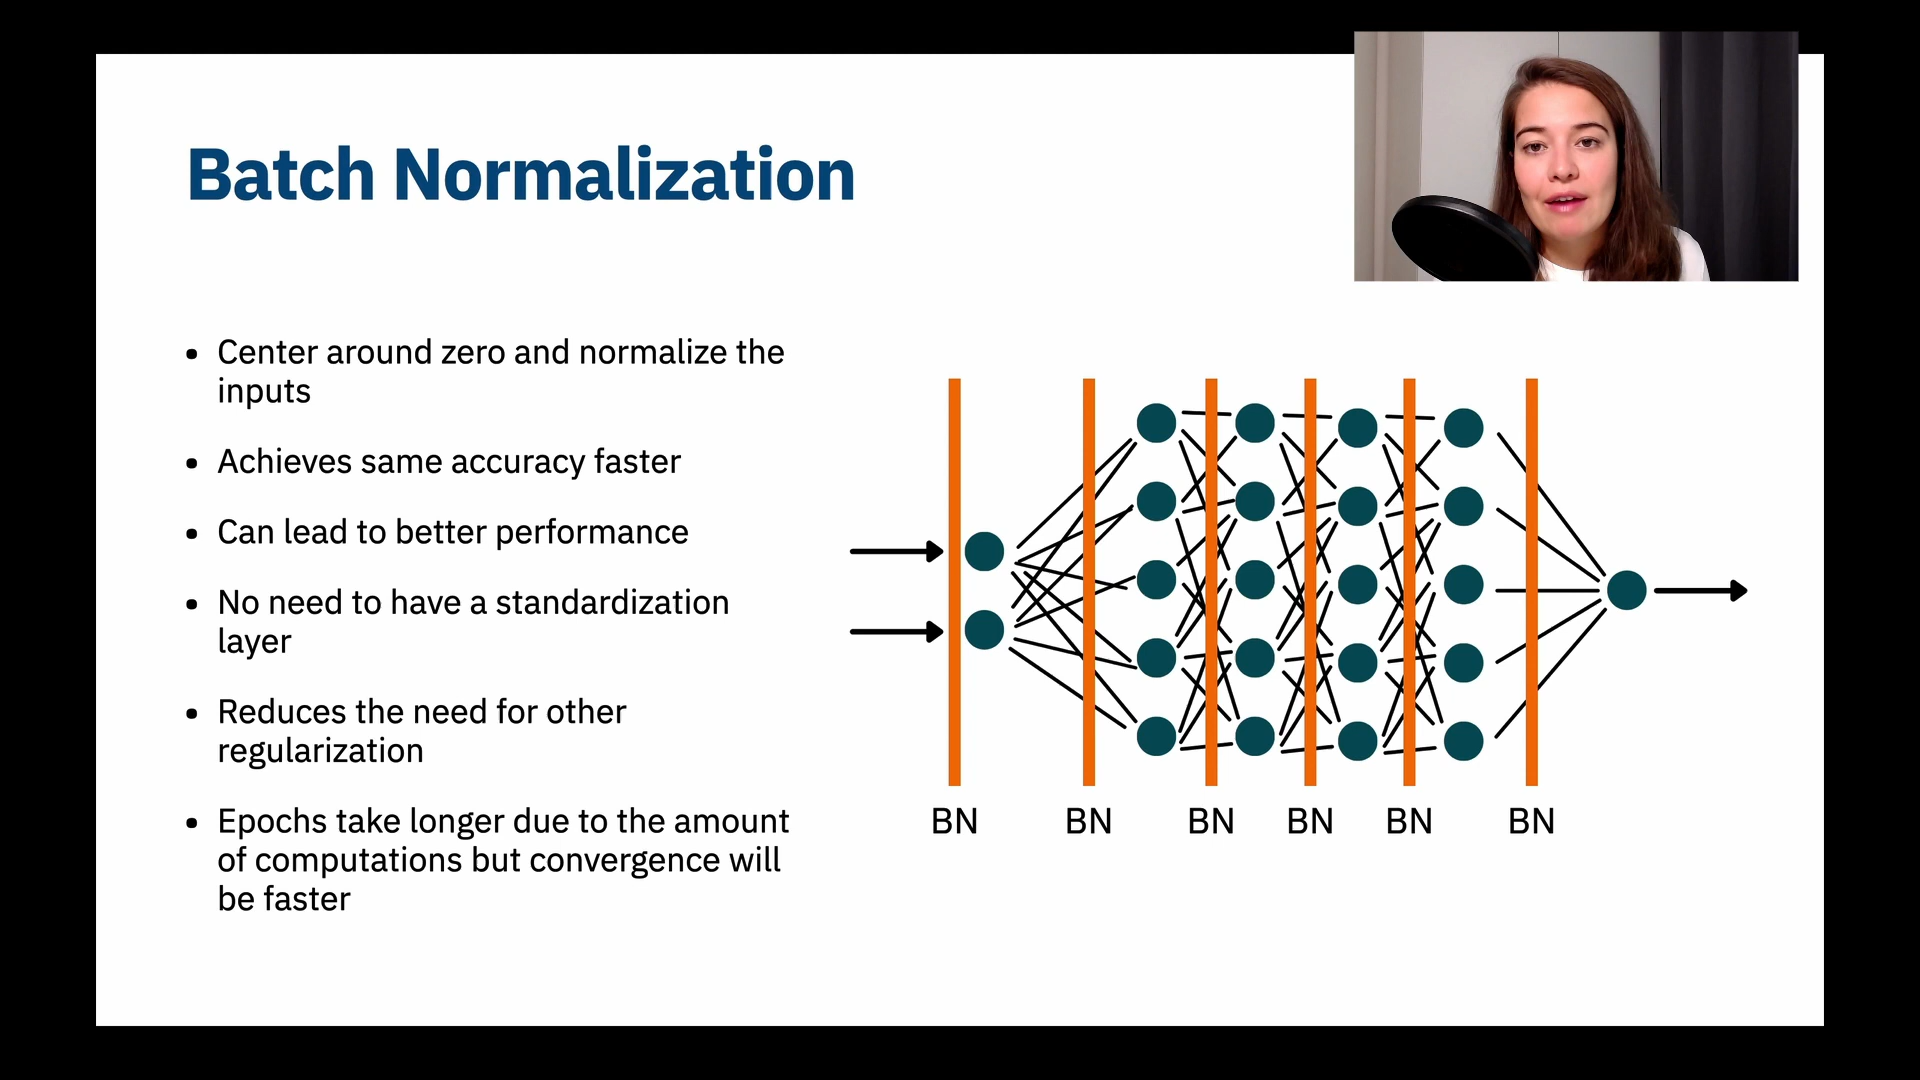 Batch Normalization
• Center around zero and normalize the
inputs
• Achieves same accuracy faster
• Can lead to better performance
• No need to have a standardization
layer
• Reduces the need for other
regularization
• Epochs take longer due to the amount
of computations but convergence will
be faster
BN BN BN BN BN BN